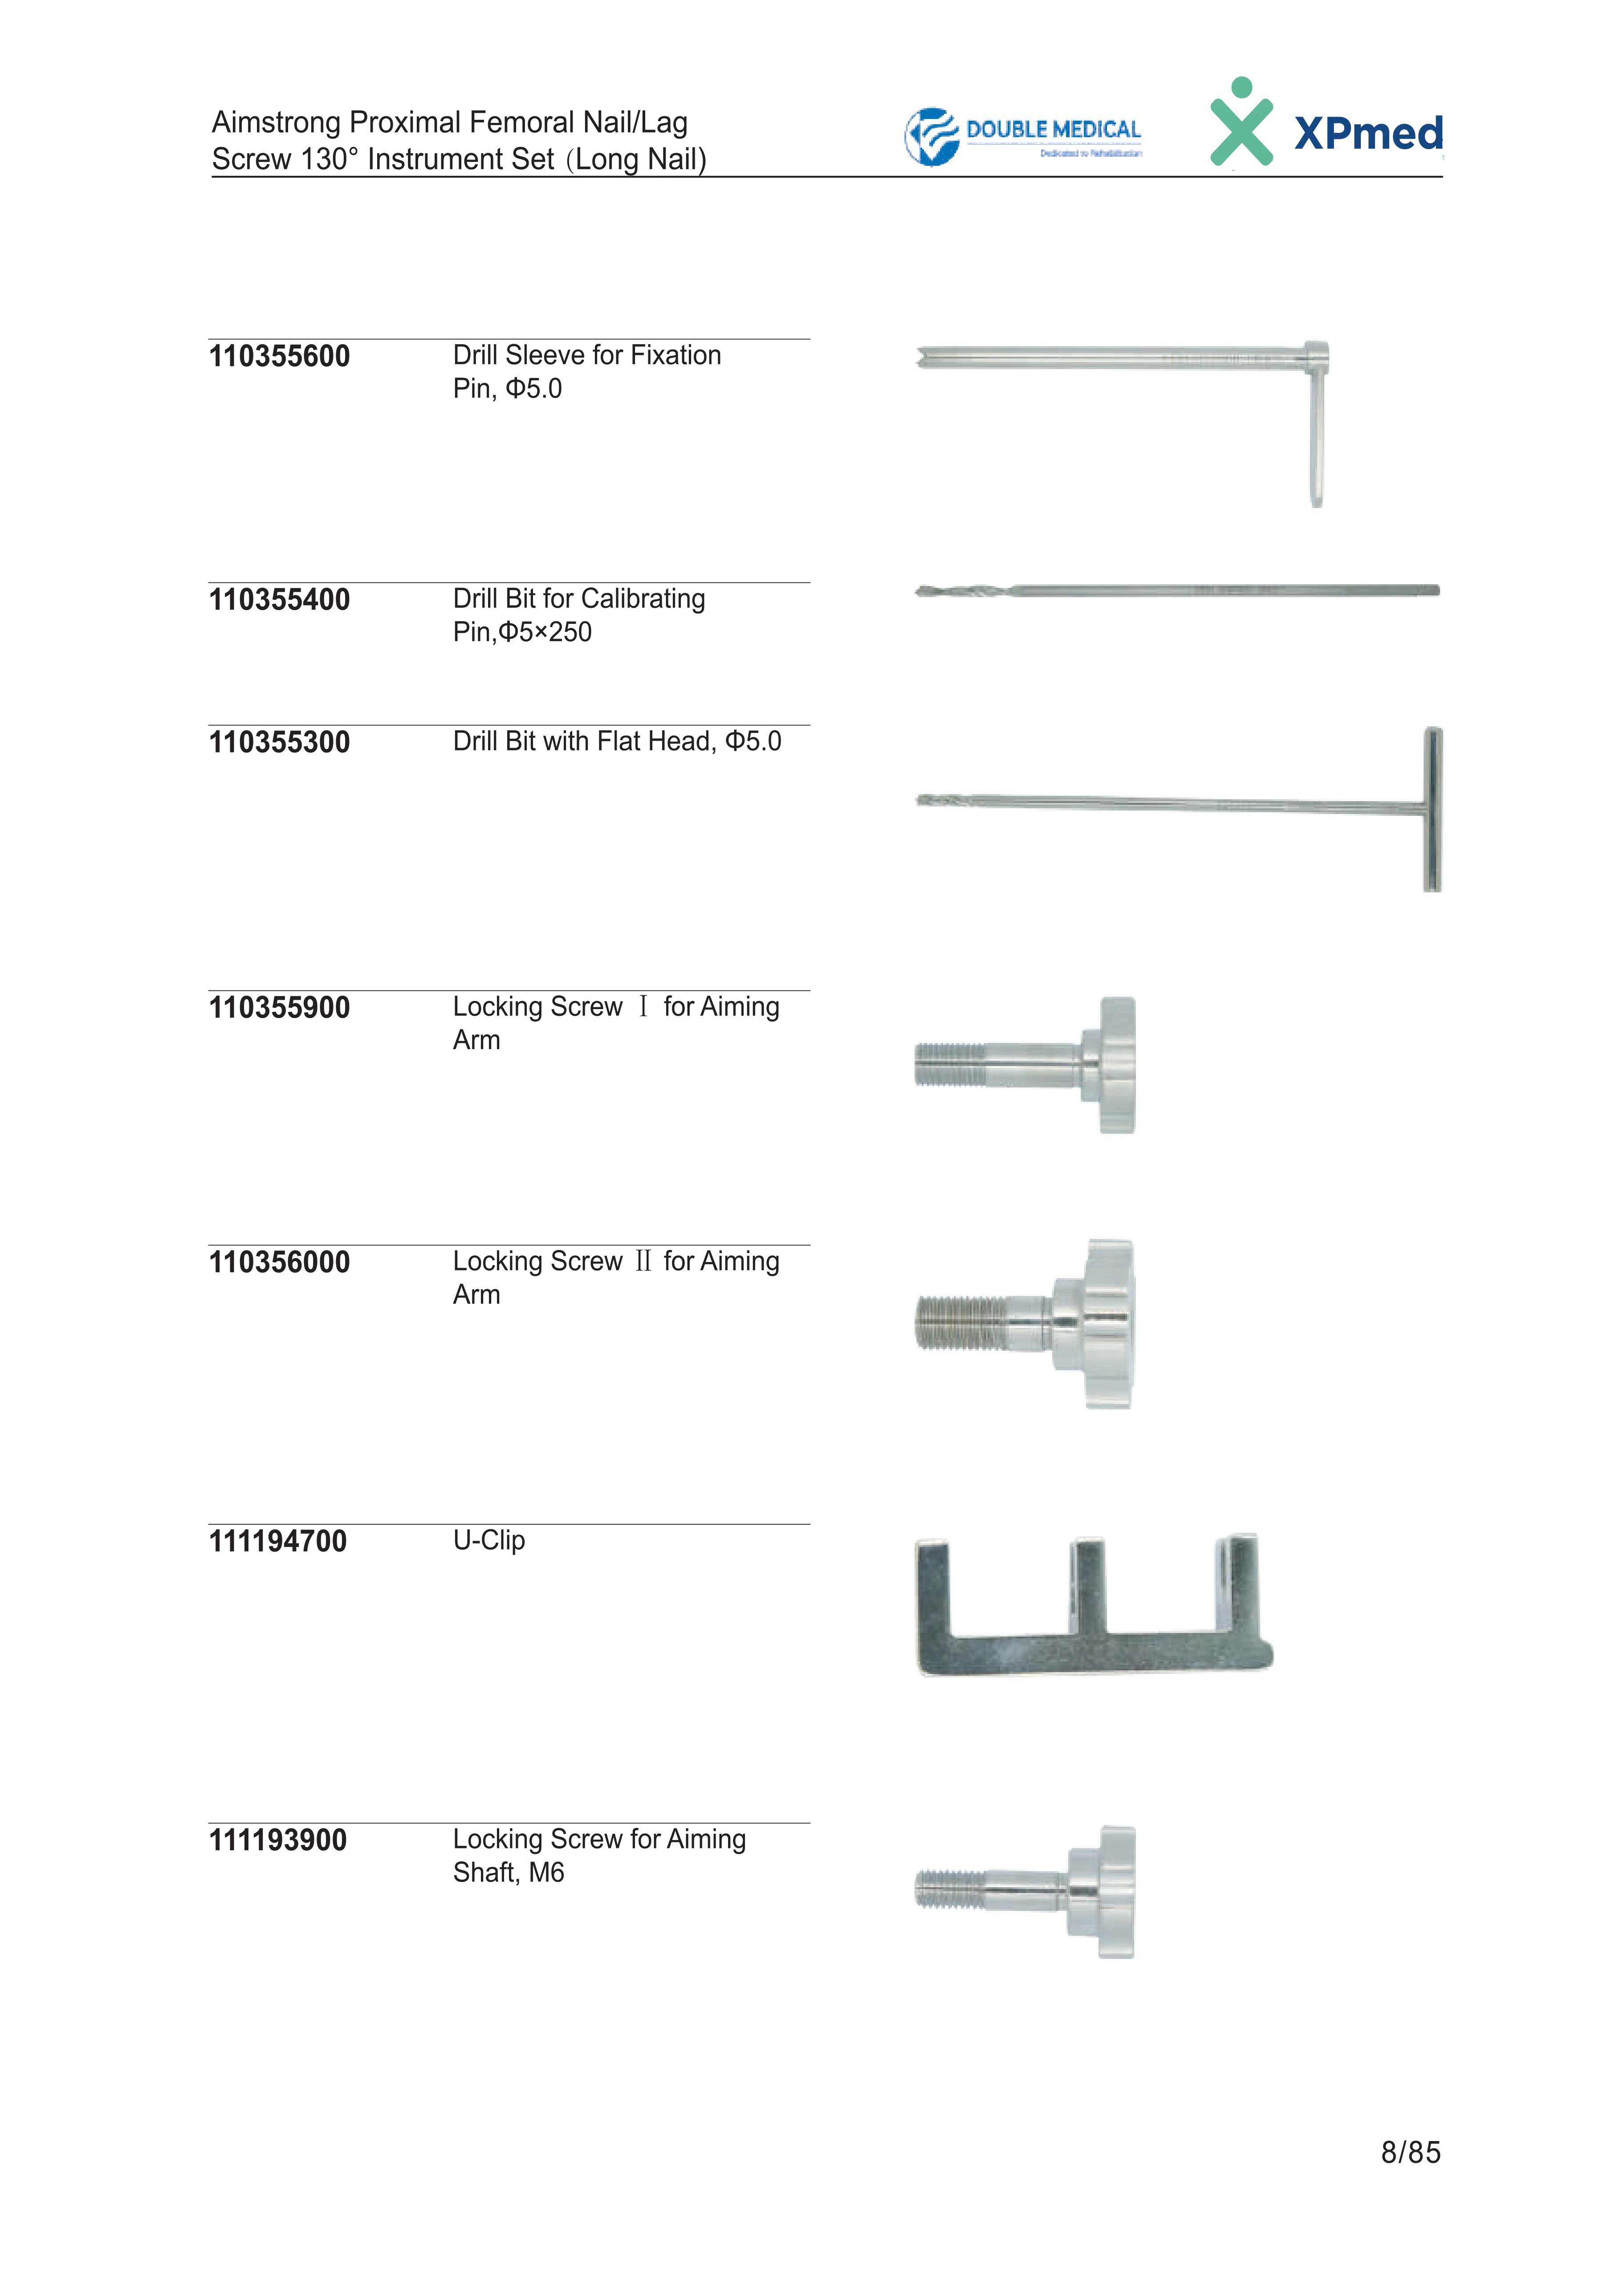 Aimstrong Proximal Femoral Nail/Lag
Screw 130° Instrument Set（Long Nail)
DOUBLE MEDICAL
Dedicated to Rehabilitation
XPmed
110355600 Drill Sleeve for Fixation
Pin, Φ5.0
110355400 Drill Bit for Calibrating
Pin,Φ5×250
110355300 Drill Bit with Flat Head, Φ5.0
110355900 Locking Screw Ⅰ for Aiming
Arm
110356000 Locking Screw Ⅱ for Aiming
Arm
111194700 U-Clip
111193900 Locking Screw for Aiming
Shaft, M6
8/85